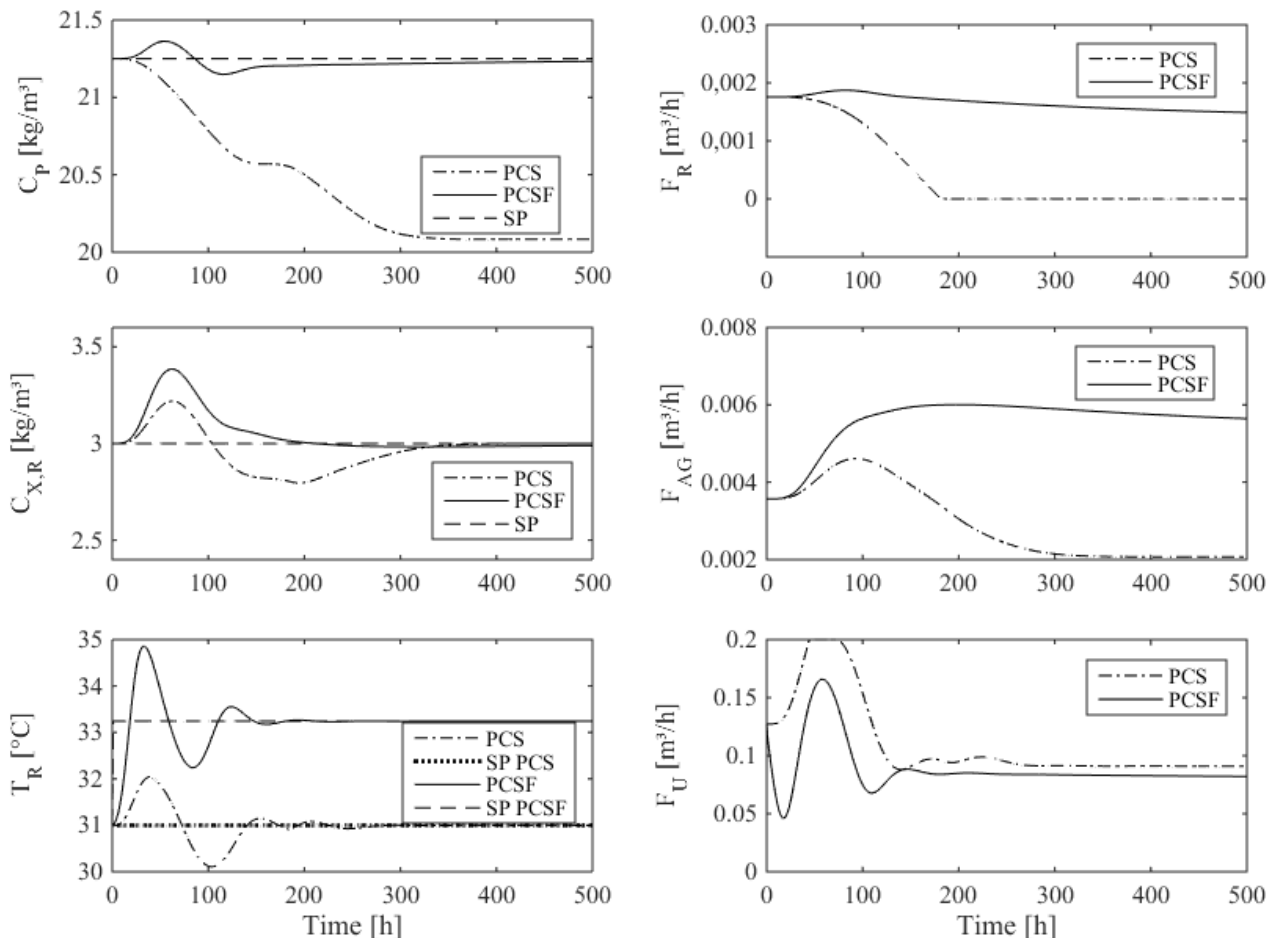 21.5
21
20.5
20
C_P [kg/m³]
PCS
PCSF
SP
0 100 200 300 400 500
0.003
0,002
0,001
0
F_R [m³/h]
PCS
PCSF
0 100 200 300 400 500
3.5
3
2.5
C_X,R [kg/m³]
PCS
PCSF
SP
0 100 200 300 400 500
0.008
0.006
0.004
0.002
F_AG [m³/h]
PCS
PCSF
0 100 200 300 400 500
35
34
33
32
31
30
T_R [°C]
PCS
SP PCS
PCSF
SP PCSF
0 100 200 300 400 500
Time [h]
0.2
0.15
0.1
0.05
0
F_U [m³/h]
PCS
PCSF
0 100 200 300 400 500
Time [h]